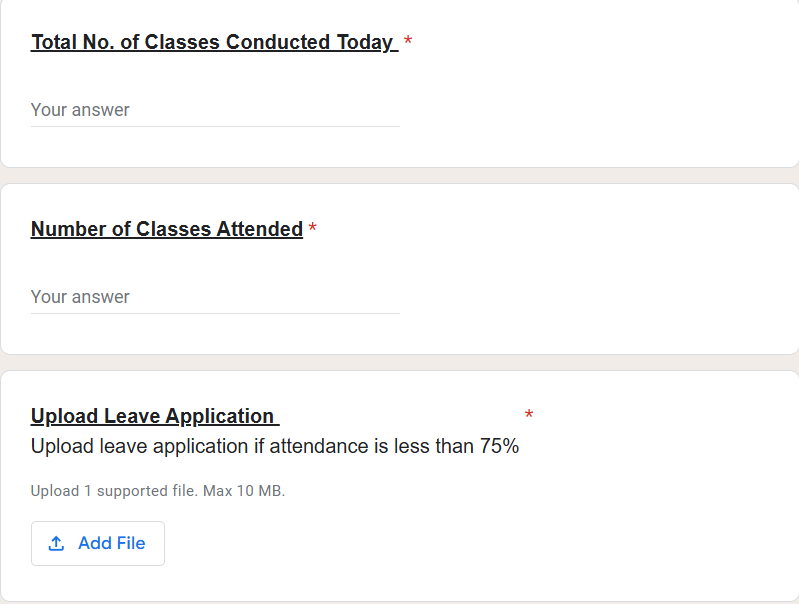 Total No. of Classes Conducted Today *
Your answer
Number of Classes Attended *
Your answer
Upload Leave Application *
Upload leave application if attendance is less than 75%
Upload 1 supported file. Max 10 MB.
Add File